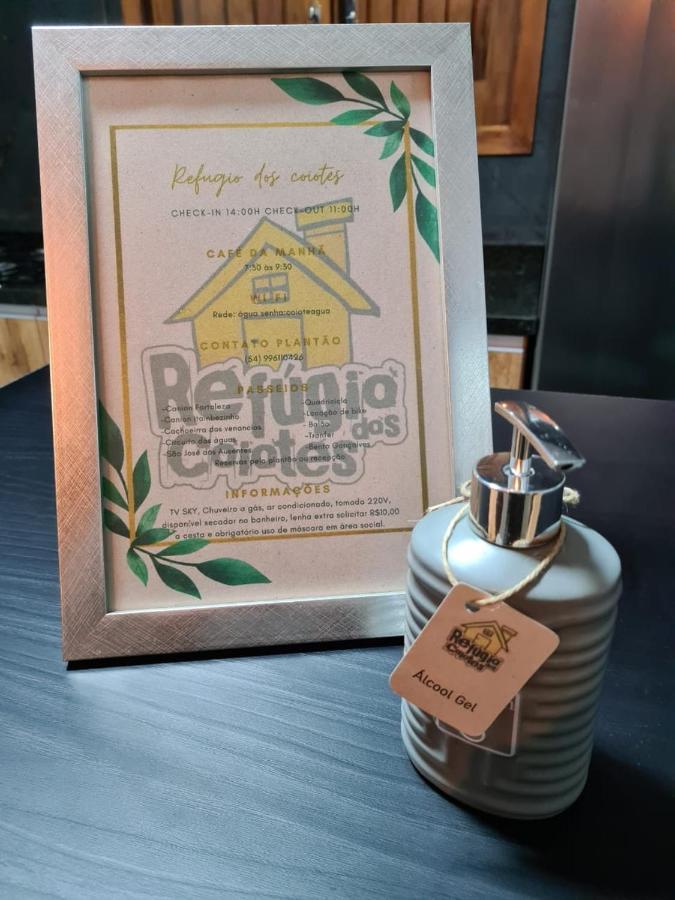 Refugio dos coiotes
CHECK-IN 14:00H CHECK-OUT 11:00H
CAFÉ DA MANHÃ
7:30 às 9:30
WI-FI
Rede: água senha:coioteagua
CONTATO PLANTÃO
(54) 996110426
PASSEIOS
-Canion Fortaleza
-Canion Itaimbezinho
-Cachoeira dos venancios
-Circuito das águas
-São José dos Ausentes
-Quadriciclo
-Locação de bike
- Balão
-Tranfer
-Bento Gonçalves
Reservas pelo plantão ou recepção
INFORMAÇÕES
TV SKY, Chuveiro a gás, ar condicionado, tomada 220V,
disponível secador no banheiro, lenha extra solicitar R$10,00
a cesta e obrigatório uso de máscara em área social.
Refúgio
dos
Coiotes
Refúgio
dos
Coiotes
Álcool Gel